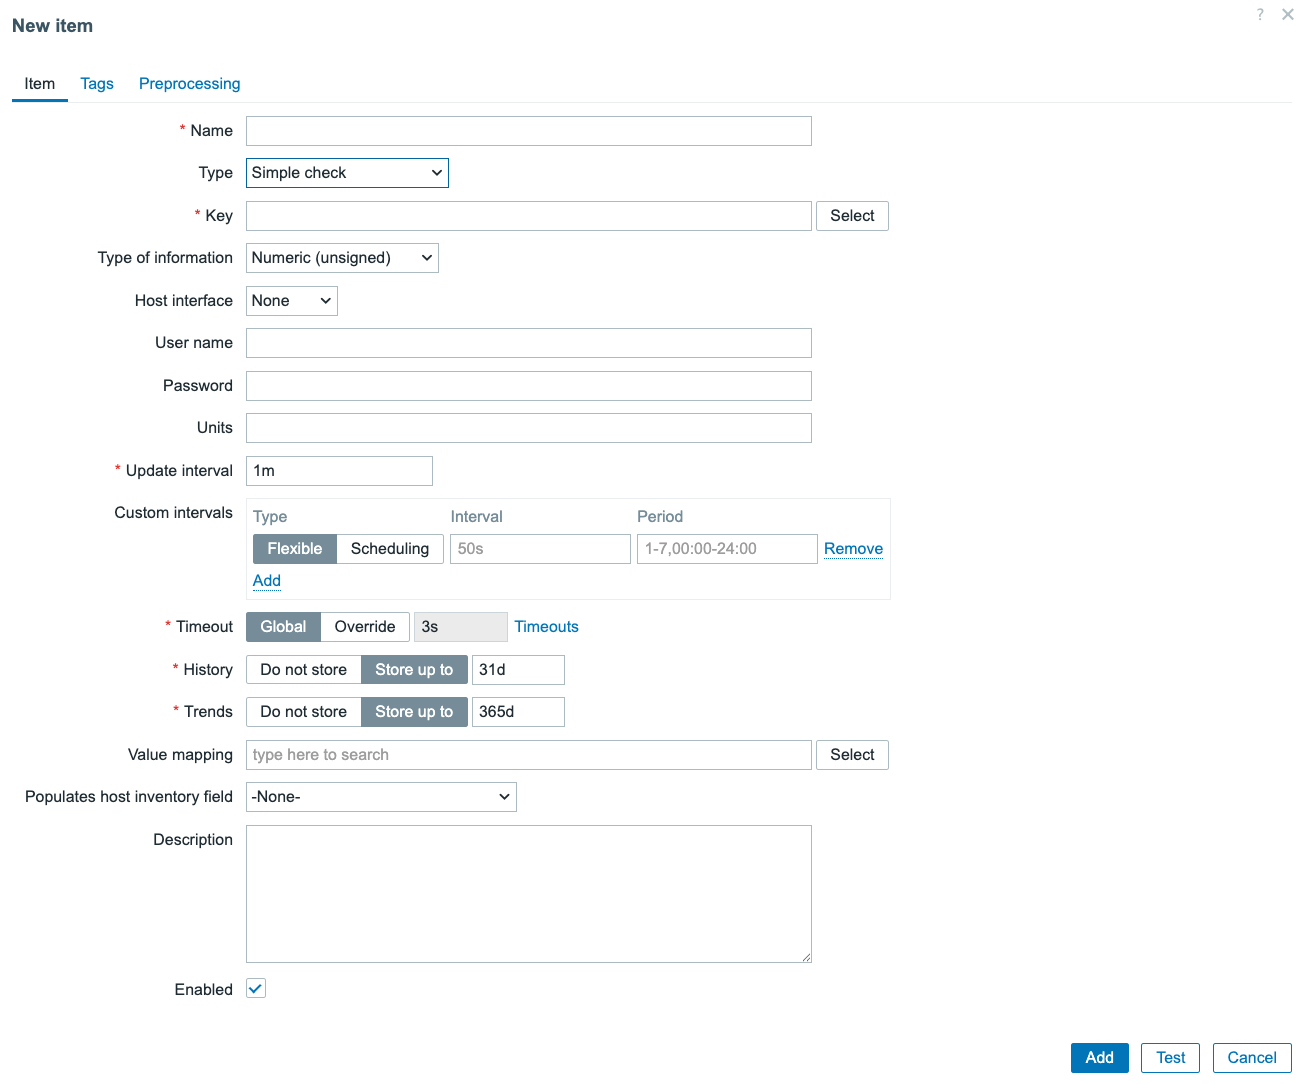 New item
?
Item Tags Preprocessing
* Name
Type Simple check
* Key Select
Type of information Numeric (unsigned)
Host interface None
User name
Password
Units
* Update interval 1m
Custom intervals Type Interval Period
Flexible Scheduling 50s 1-7,00:00-24:00 Remove
Add
* Timeout Global Override 3s Timeouts
* History Do not store Store up to 31d
* Trends Do not store Store up to 365d
Value mapping type here to search Select
Populates host inventory field -None-
Description
Enabled
Add Test Cancel